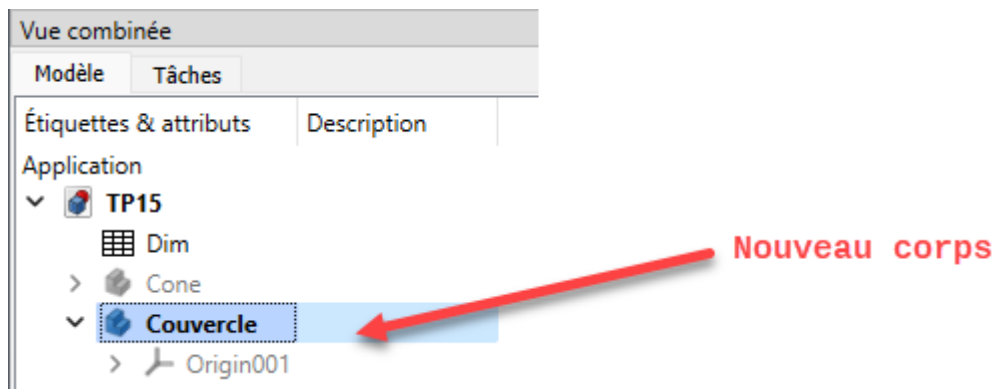 Vue combinée
Modèle Tâches
Étiquettes & attributs Description
Application
TP15
Dim
Nouveau corps
Cone
Couvercle
Origin001